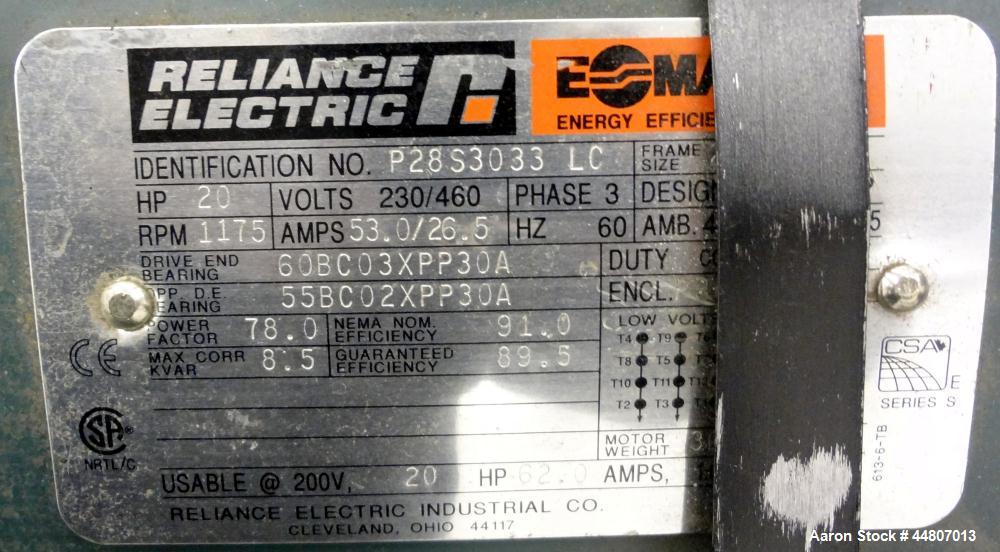 RELIANCE
ELECTRIC
ENERGY
IDENTIFICATION NO. P28S3033 LC FRAME SIZE
HP 20 VOLTS 230/460 PHASE 3
RPM 1175 AMPS 53.0/26.5 HZ 60 AMB.
DRIVE END BEARING 60BC03XPP30A DUTY
D.E. 55BC02XPP30A ENCL.
POWER FACTOR 78.0 NEMA NOM. EFFICIENCY 91.0 LOW
MAX CORR KVAR 8.5 GUARANTEED EFFICIENCY 89.5
T4 T9
T8 T5
T10 T11
T2 T3
CE
CSA
SERIES S
E
NRTL/C
MOTOR WEIGHT
613-6-TB
USABLE @ 200V, 20 HP 62.0 AMPS,
RELIANCE ELECTRIC INDUSTRIAL CO.
CLEVELAND, OHIO 44117
Aaron Stock # 44807013